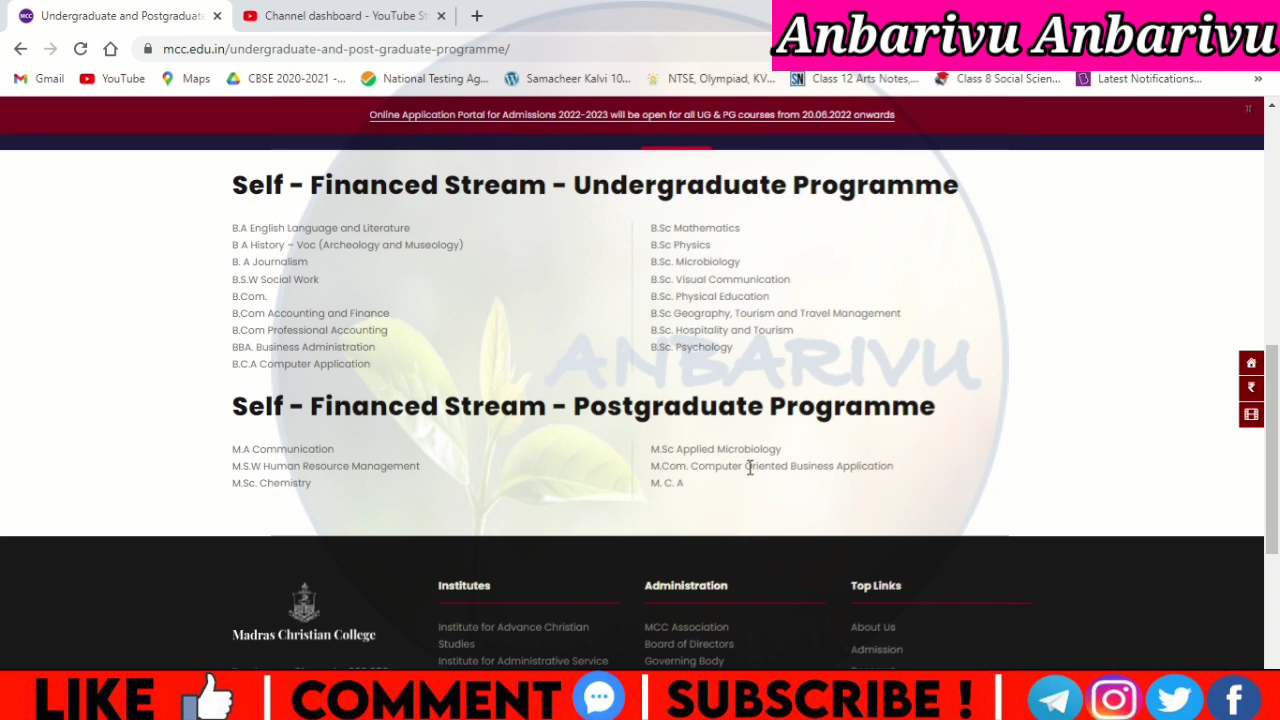 Undergraduate and Postgraduate
Channel dashboard - YouTube St
Anbarivu Anbarivu
mcc.edu.in/undergraduate-and-post-graduate-programme/
Gmail
YouTube
Maps
CBSE 2020-2021 -...
National Testing Ag...
Samacheer Kalvi 10...
NTSE, Olympiad, KV...
Class 12 Arts Notes,...
Class 8 Social Scien...
Latest Notifications...
»
Online Application Portal for Admissions 2022-2023 will be open for all UG & PG courses from 20.06.2022 onwards
Self - Financed Stream - Undergraduate Programme
B.A English Language and Literature
B A History – Voc (Archeology and Museology)
B. A Journalism
B.S.W Social Work
B.Com.
B.Com Accounting and Finance
B.Com Professional Accounting
BBA. Business Administration
B.C.A Computer Application
B.Sc Mathematics
B.Sc Physics
B.Sc. Microbiology
B.Sc. Visual Communication
B.Sc. Physical Education
B.Sc Geography, Tourism and Travel Management
B.Sc. Hospitality and Tourism
B.Sc. Psychology
ANBARIVU
Self - Financed Stream - Postgraduate Programme
M.A Communication
M.S.W Human Resource Management
M.Sc. Chemistry
M.Sc Applied Microbiology
M.Com. Computer Oriented Business Application
M. C. A
Madras Christian College
Institutes
Institute for Advance Christian
Studies
Institute for Administrative Service
Administration
MCC Association
Board of Directors
Governing Body
Top Links
About Us
Admission
LIKE | COMMENT | SUBSCRIBE ! |